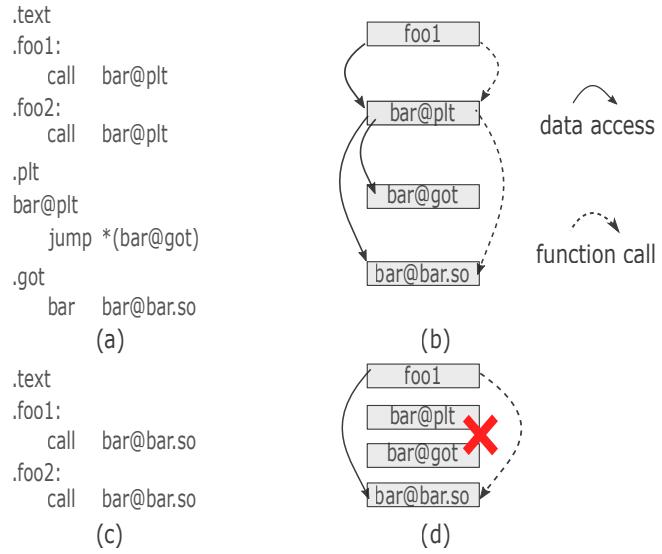 .text
.foo1:
call bar@plt
.foo2:
call bar@plt
.plt
bar@plt
jump *(bar@got)
.got
bar bar@bar.so
(a)
foo1
bar@plt
bar@got
bar@bar.so
(b)
data access
function call
.text
.foo1:
call bar@bar.so
.foo2:
call bar@bar.so
(c)
foo1
bar@plt
bar@got
bar@bar.so
(d)